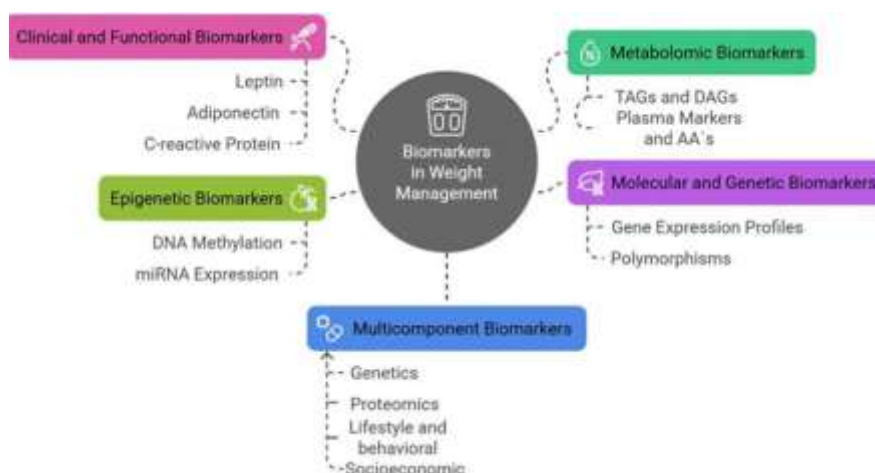 Clinical and Functional Biomarkers
Leptin
Adiponectin
C-reactive Protein
Epigenetic Biomarkers
DNA Methylation
miRNA Expression
Biomarkers
in Weight
Management
Metabolomic Biomarkers
TAGs and DAGs
Plasma Markers
and AA`s
Molecular and Genetic Biomarkers
Gene Expression Profiles
Polymorphisms
Multicomponent Biomarkers
Genetics
Proteomics
Lifestyle and
behavioral
Socioeconomic